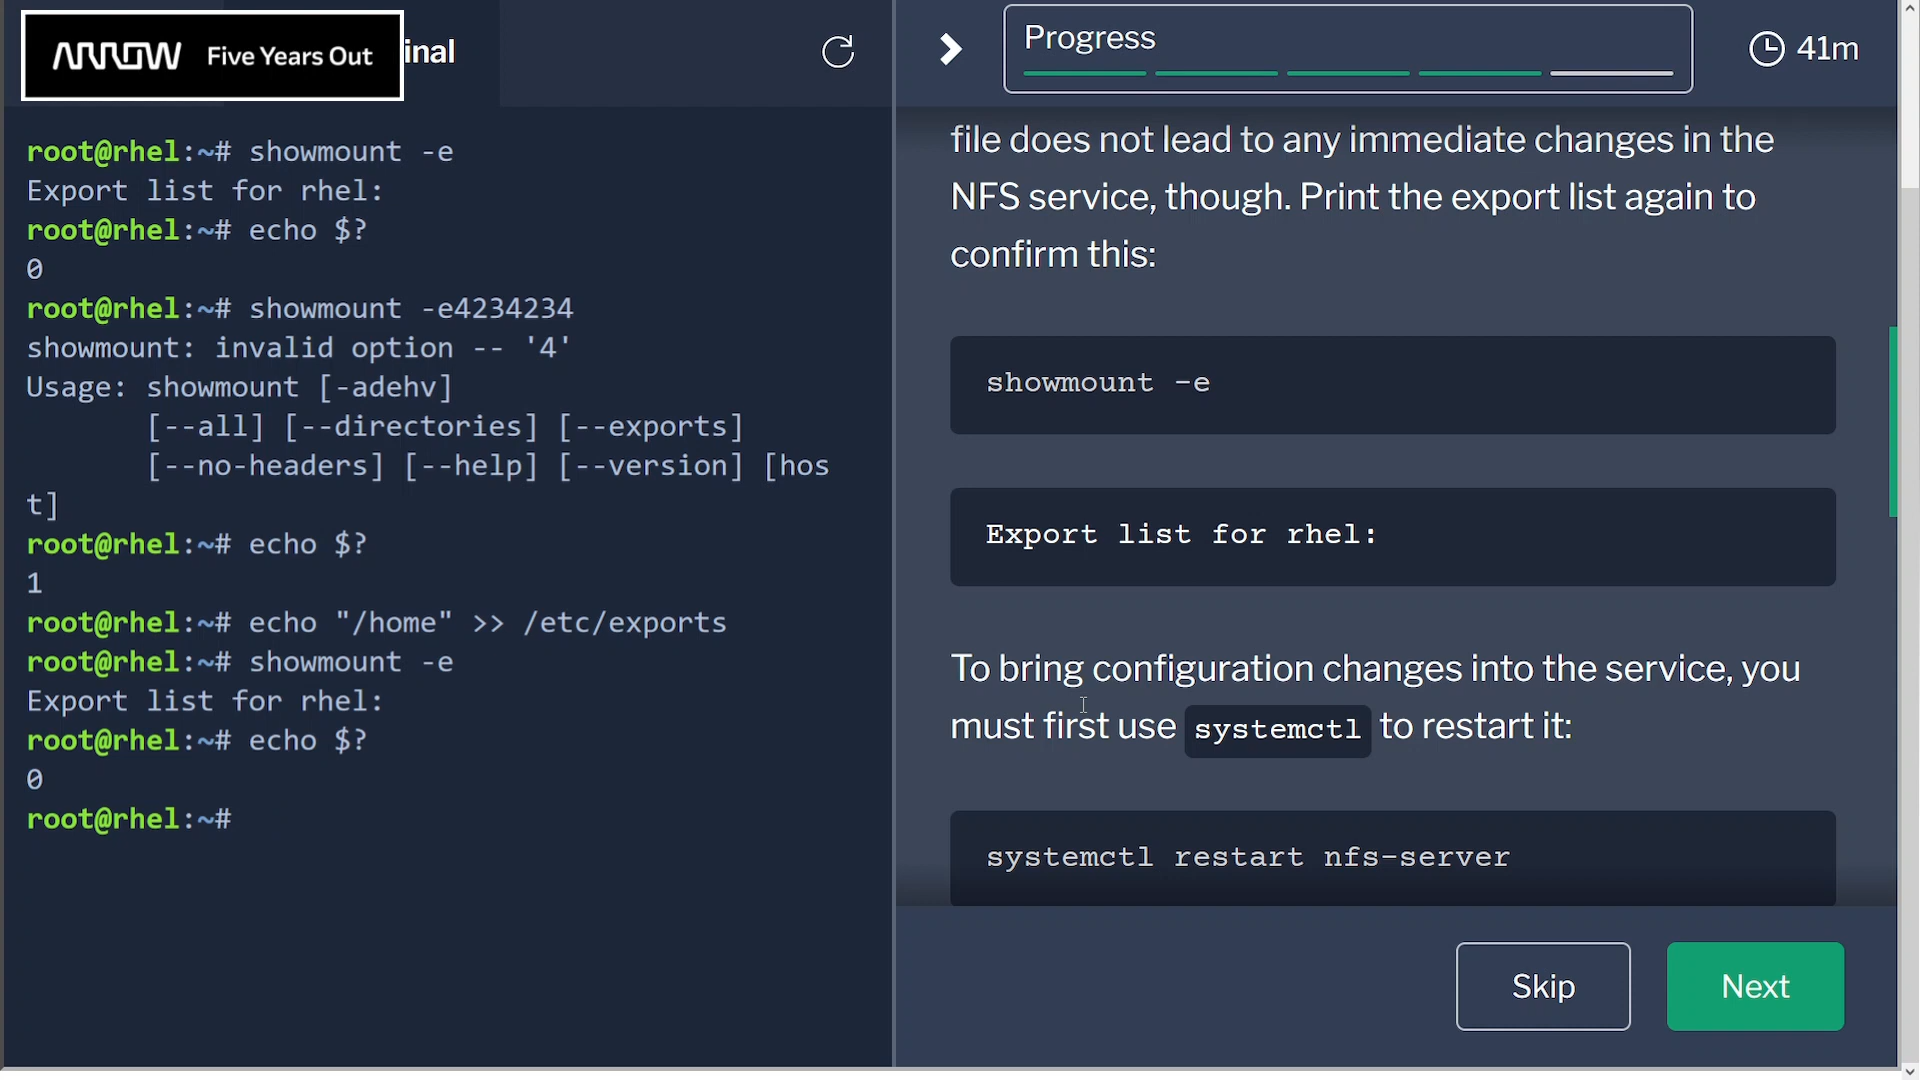 ARROW Five Years Out
inal
root@rhel:~# showmount -e
Export list for rhel:
root@rhel:~# echo $?
0
root@rhel:~# showmount -e4234234
showmount: invalid option -- '4'
Usage: showmount [-adehv]
[--all] [--directories] [--exports]
[--no-headers] [--help] [--version] [hos
t]
root@rhel:~# echo $?
1
root@rhel:~# echo "/home" >> /etc/exports
root@rhel:~# showmount -e
Export list for rhel:
root@rhel:~# echo $?
0
root@rhel:~#
Progress
41m
file does not lead to any immediate changes in the
NFS service, though. Print the export list again to
confirm this:
showmount -e
Export list for rhel:
To bring configuration changes into the service, you
must first use systemctl to restart it:
systemctl restart nfs-server
Skip
Next